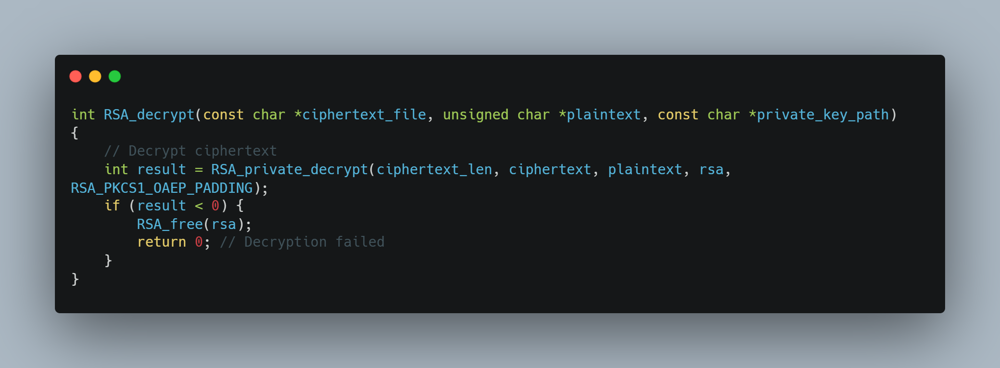 int RSA_decrypt(const char *ciphertext_file, unsigned char *plaintext, const char *private_key_path)
{
    // Decrypt ciphertext
    int result = RSA_private_decrypt(ciphertext_len, ciphertext, plaintext, rsa,
RSA_PKCS1_OAEP_PADDING);
    if (result < 0) {
        RSA_free(rsa);
        return 0; // Decryption failed
    }
}